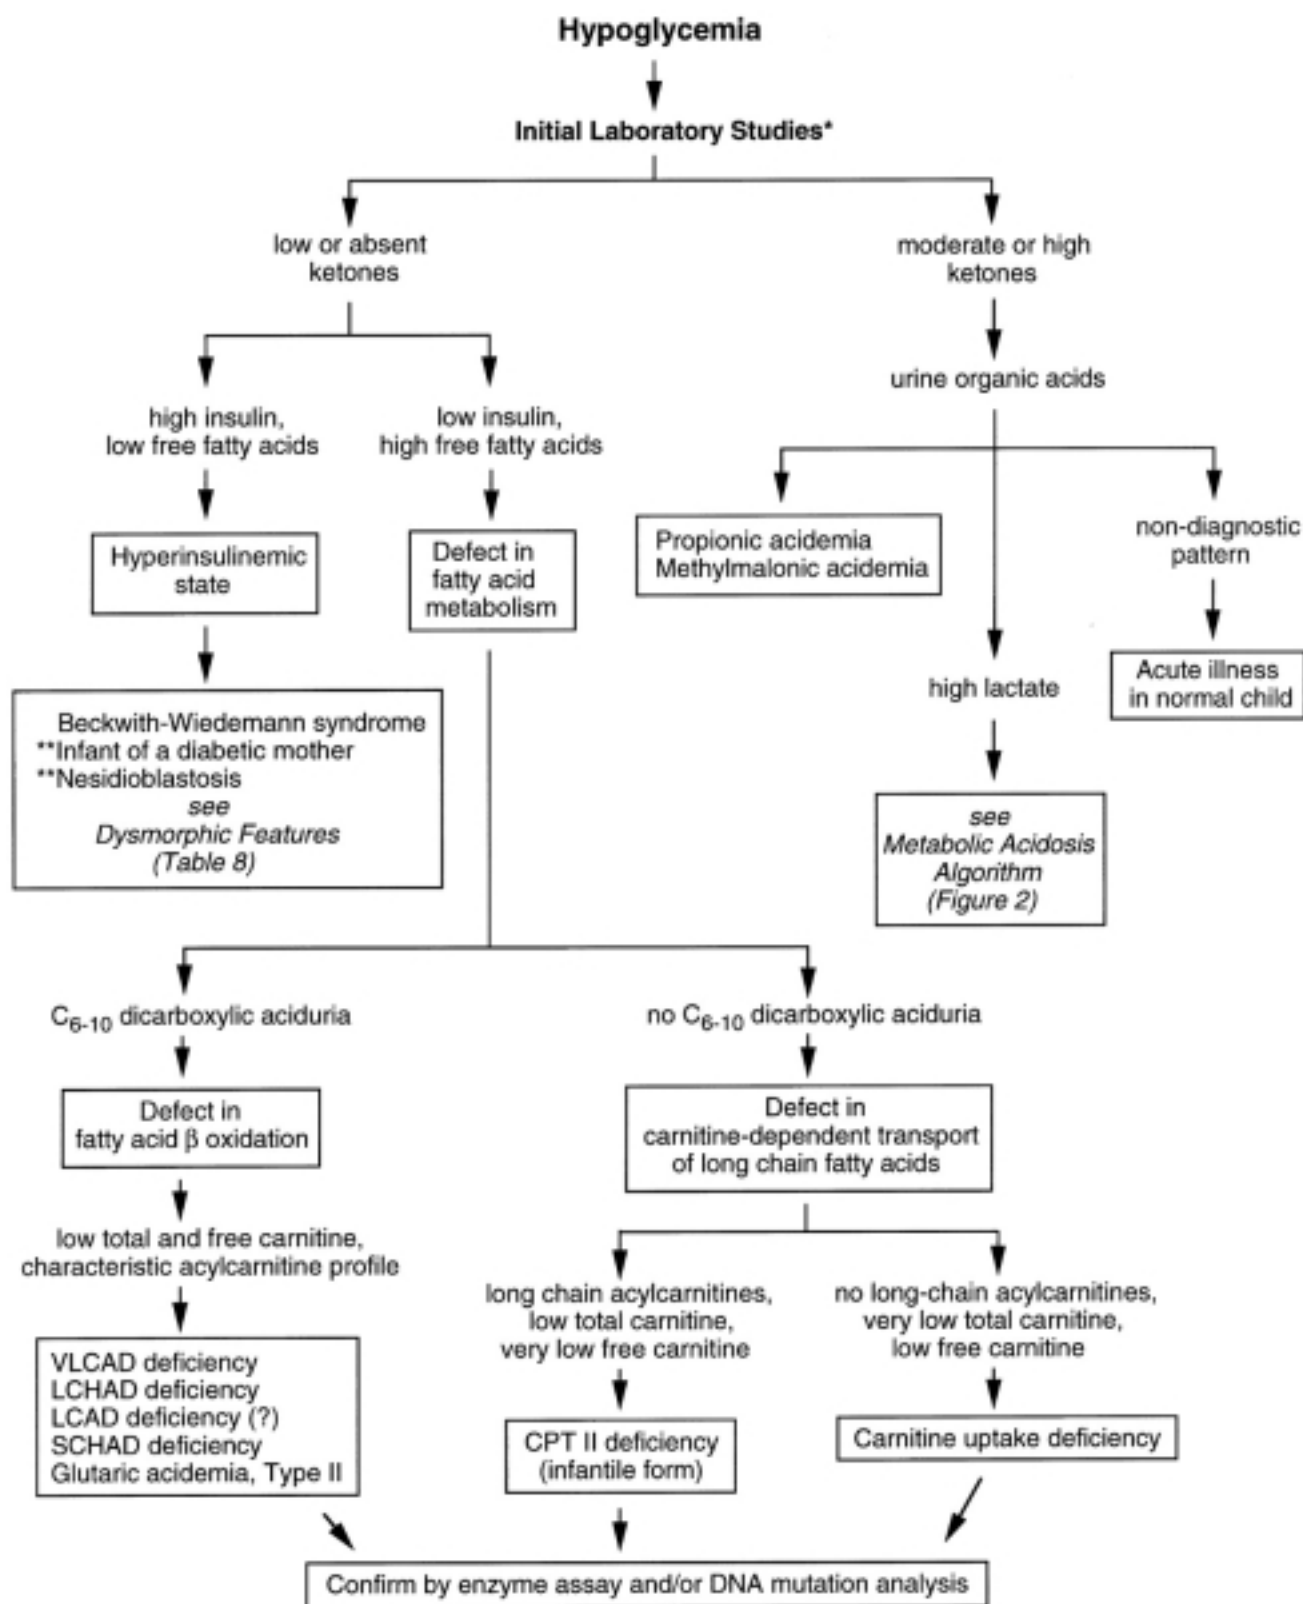 Hypoglycemia
Initial Laboratory Studies*
low or absent
ketones
moderate or high
ketones
urine organic acids
high insulin,
low free fatty acids
low insulin,
high free fatty acids
Hyperinsulinemic
state
Defect in
fatty acid
metabolism
Propionic acidemia
Methylmalonic acidemia
non-diagnostic
pattern
high lactate
Acute illness
in normal child
Beckwith-Wiedemann syndrome
**Infant of a diabetic mother
**Nesidioblastosis
see
Dysmorphic Features
(Table 8)
see
Metabolic Acidosis
Algorithm
(Figure 2)
C6-10 dicarboxylic aciduria
no C6-10 dicarboxylic aciduria
Defect in
fatty acid β oxidation
Defect in
carnitine-dependent transport
of long chain fatty acids
low total and free carnitine,
characteristic acylcarnitine profile
long chain acylcarnitines,
low total carnitine,
very low free carnitine
no long-chain acylcarnitines,
very low total carnitine,
low free carnitine
VLCAD deficiency
LCHAD deficiency
LCAD deficiency (?)
SCHAD deficiency
Glutaric acidemia, Type II
CPT II deficiency
(infantile form)
Carnitine uptake deficiency
Confirm by enzyme assay and/or DNA mutation analysis